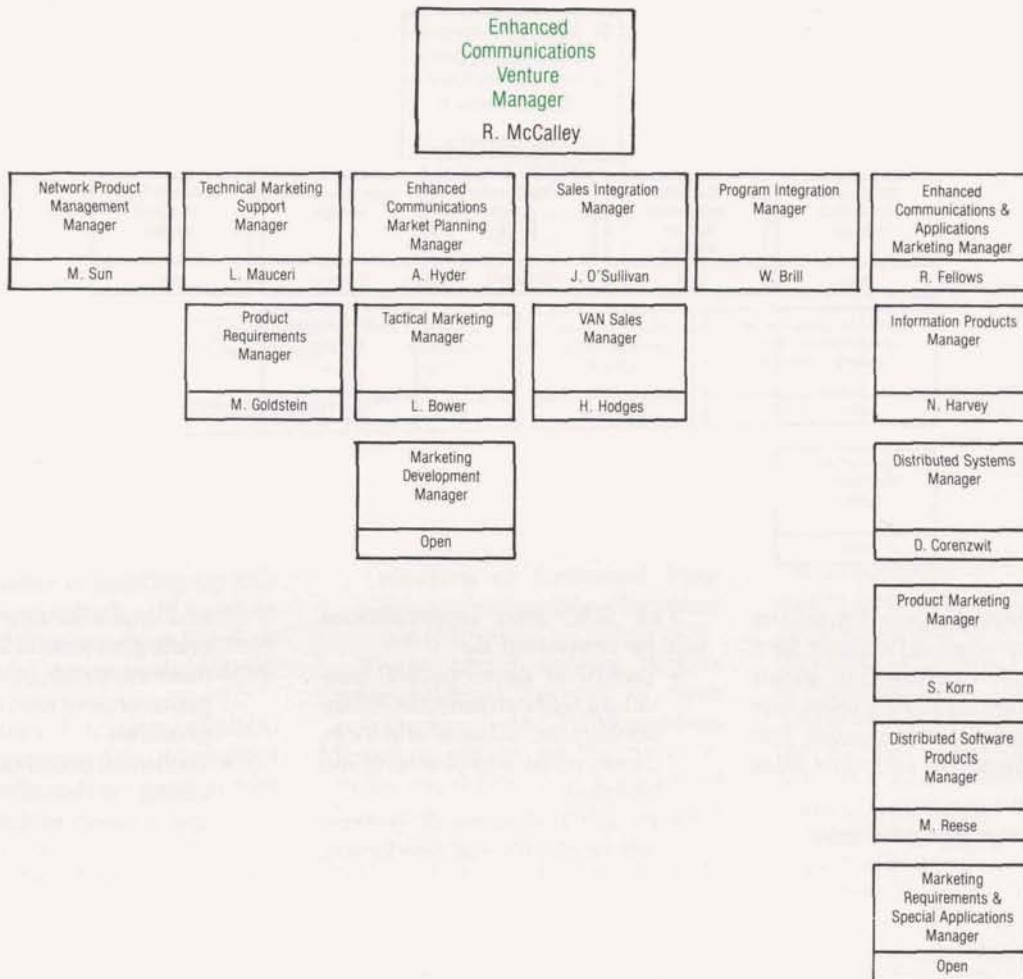 Enhanced
Communications
Venture
Manager
R. McCalley
Network Product
Management
Manager
M. Sun
Technical Marketing
Support
Manager
L. Mauceri
Enhanced
Communications
Market Planning
Manager
A. Hyder
Sales Integration
Manager
J. O'Sullivan
Program Integration
Manager
W. Brill
Enhanced
Communications &
Applications
Marketing Manager
R. Fellows
Product
Requirements
Manager
M. Goldstein
Tactical Marketing
Manager
L. Bower
VAN Sales
Manager
H. Hodges
Information Products
Manager
N. Harvey
Marketing
Development
Manager
Open
Distributed Systems
Manager
D. Corenzwit
Product Marketing
Manager
S. Korn
Distributed Software
Products
Manager
M. Reese
Marketing
Requirements &
Special Applications
Manager
Open